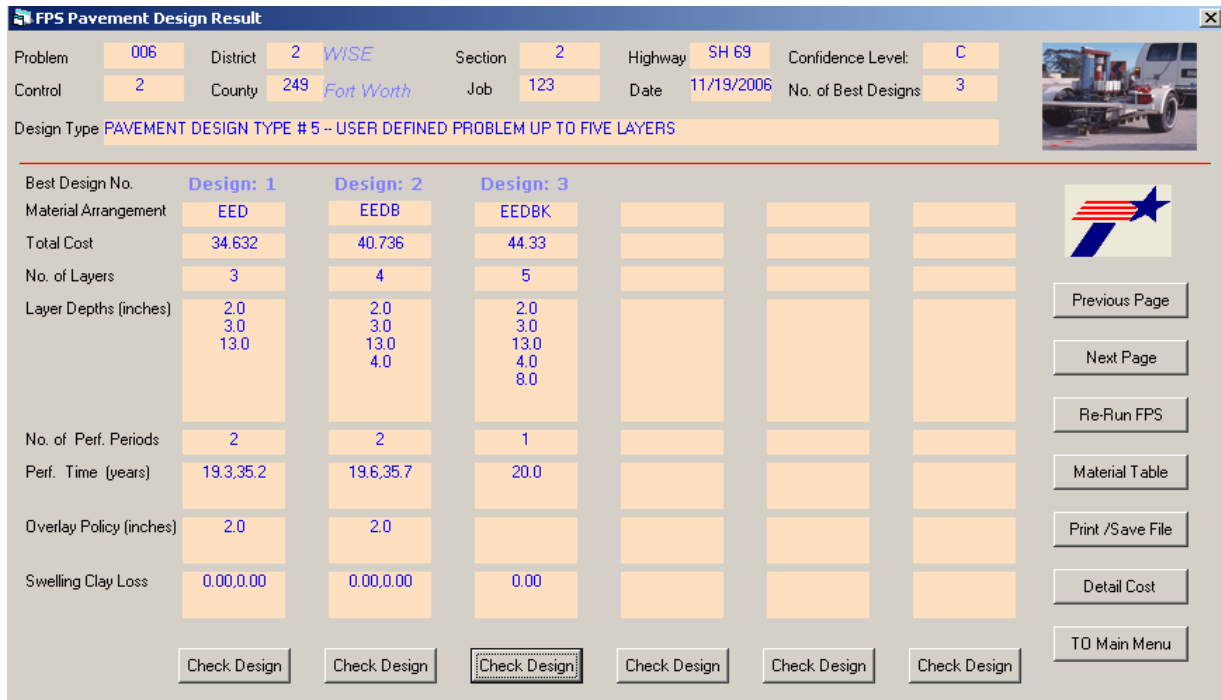 FPS Pavement Design Result
Problem 006 District 2 WISE Section 2 Highway SH 69 Confidence Level: C
Control 2 County 249 Fort Worth Job 123 Date 11/19/2006 No. of Best Designs 3
Design Type PAVEMENT DESIGN TYPE # 5 -- USER DEFINED PROBLEM UP TO FIVE LAYERS
Best Design No. Design: 1 Design: 2 Design: 3
Material Arrangement EED EEDB EEDBK
Total Cost 34.632 40.736 44.33
No. of Layers 3 4 5
Layer Depths (inches) 2.0 2.0 2.0
3.0 3.0 3.0
13.0 13.0 13.0
4.0 4.0
8.0
No. of Perf. Periods 2 2 1
Perf. Time (years) 19.3,35.2 19.6,35.7 20.0
Overlay Policy (inches) 2.0 2.0
Swelling Clay Loss 0.00,0.00 0.00,0.00 0.00
Check Design Check Design Check Design Check Design Check Design Check Design
Previous Page
Next Page
Re-Run FPS
Material Table
Print /Save File
Detail Cost
TO Main Menu